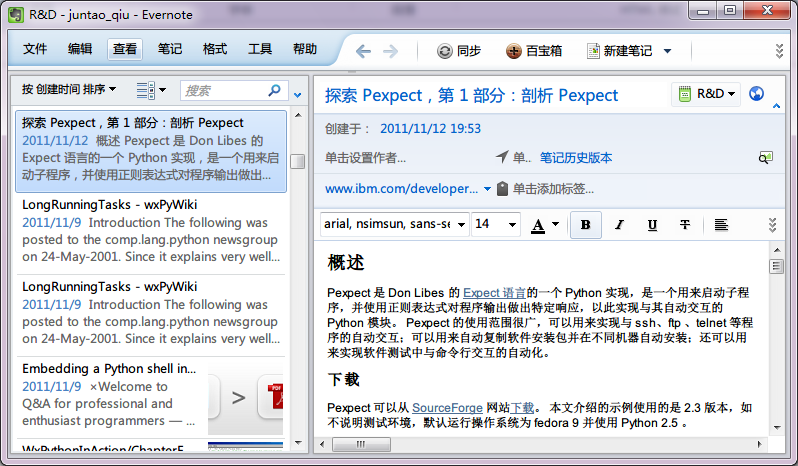 R&D - juntao_qiu - Evernote
文件 编辑 查看 笔记 格式 工具 帮助
同步 百宝箱 新建笔记
按 创建时间 排序
搜索
探索 Pexpect，第 1 部分：剖析 Pexpect
2011/11/12 概述 Pexpect 是 Don Libes 的
Expect 语言的一个 Python 实现，是一个用来启
动子程序，并使用正则表达式对程序输出做出...
LongRunningTasks - wxPyWiki
2011/11/9 Introduction The following was
posted to the comp.lang.python newsgroup
on 24-May-2001. Since it explains very well...
LongRunningTasks - wxPyWiki
2011/11/9 Introduction The following was
posted to the comp.lang.python newsgroup
on 24-May-2001. Since it explains very well...
Embedding a Python shell in...
2011/11/9 ×Welcome to
Q&A for professional and
enthusiast programmers — ...
>
PDF
WxPythonInAction/ChapterF
探索 Pexpect，第 1 部分：剖析 Pexpect
R&D
创建于： 2011/11/12 19:53
单击设置作者... 单.. 笔记历史版本
www.ibm.com/developer... 单击添加标签...
arial, nsimsun, sans-se 14 A B I U T
概述
Pexpect 是 Don Libes 的 Expect 语言的一个 Python 实现，是一个用来启动子程
序，并使用正则表达式对程序输出做出特定响应，以此实现与其自动交互的
Python 模块。 Pexpect 的使用范围很广，可以用来实现与 ssh、ftp 、telnet 等程
序的自动交互；可以用来自动复制软件安装包并在不同机器自动安装；还可以用
来实现软件测试中与命令行交互的自动化。
下载
Pexpect 可以从 SourceForge 网站下载。 本文介绍的示例使用的是 2.3 版本，如
不说明测试环境，默认运行操作系统为 fedora 9 并使用 Python 2.5 。